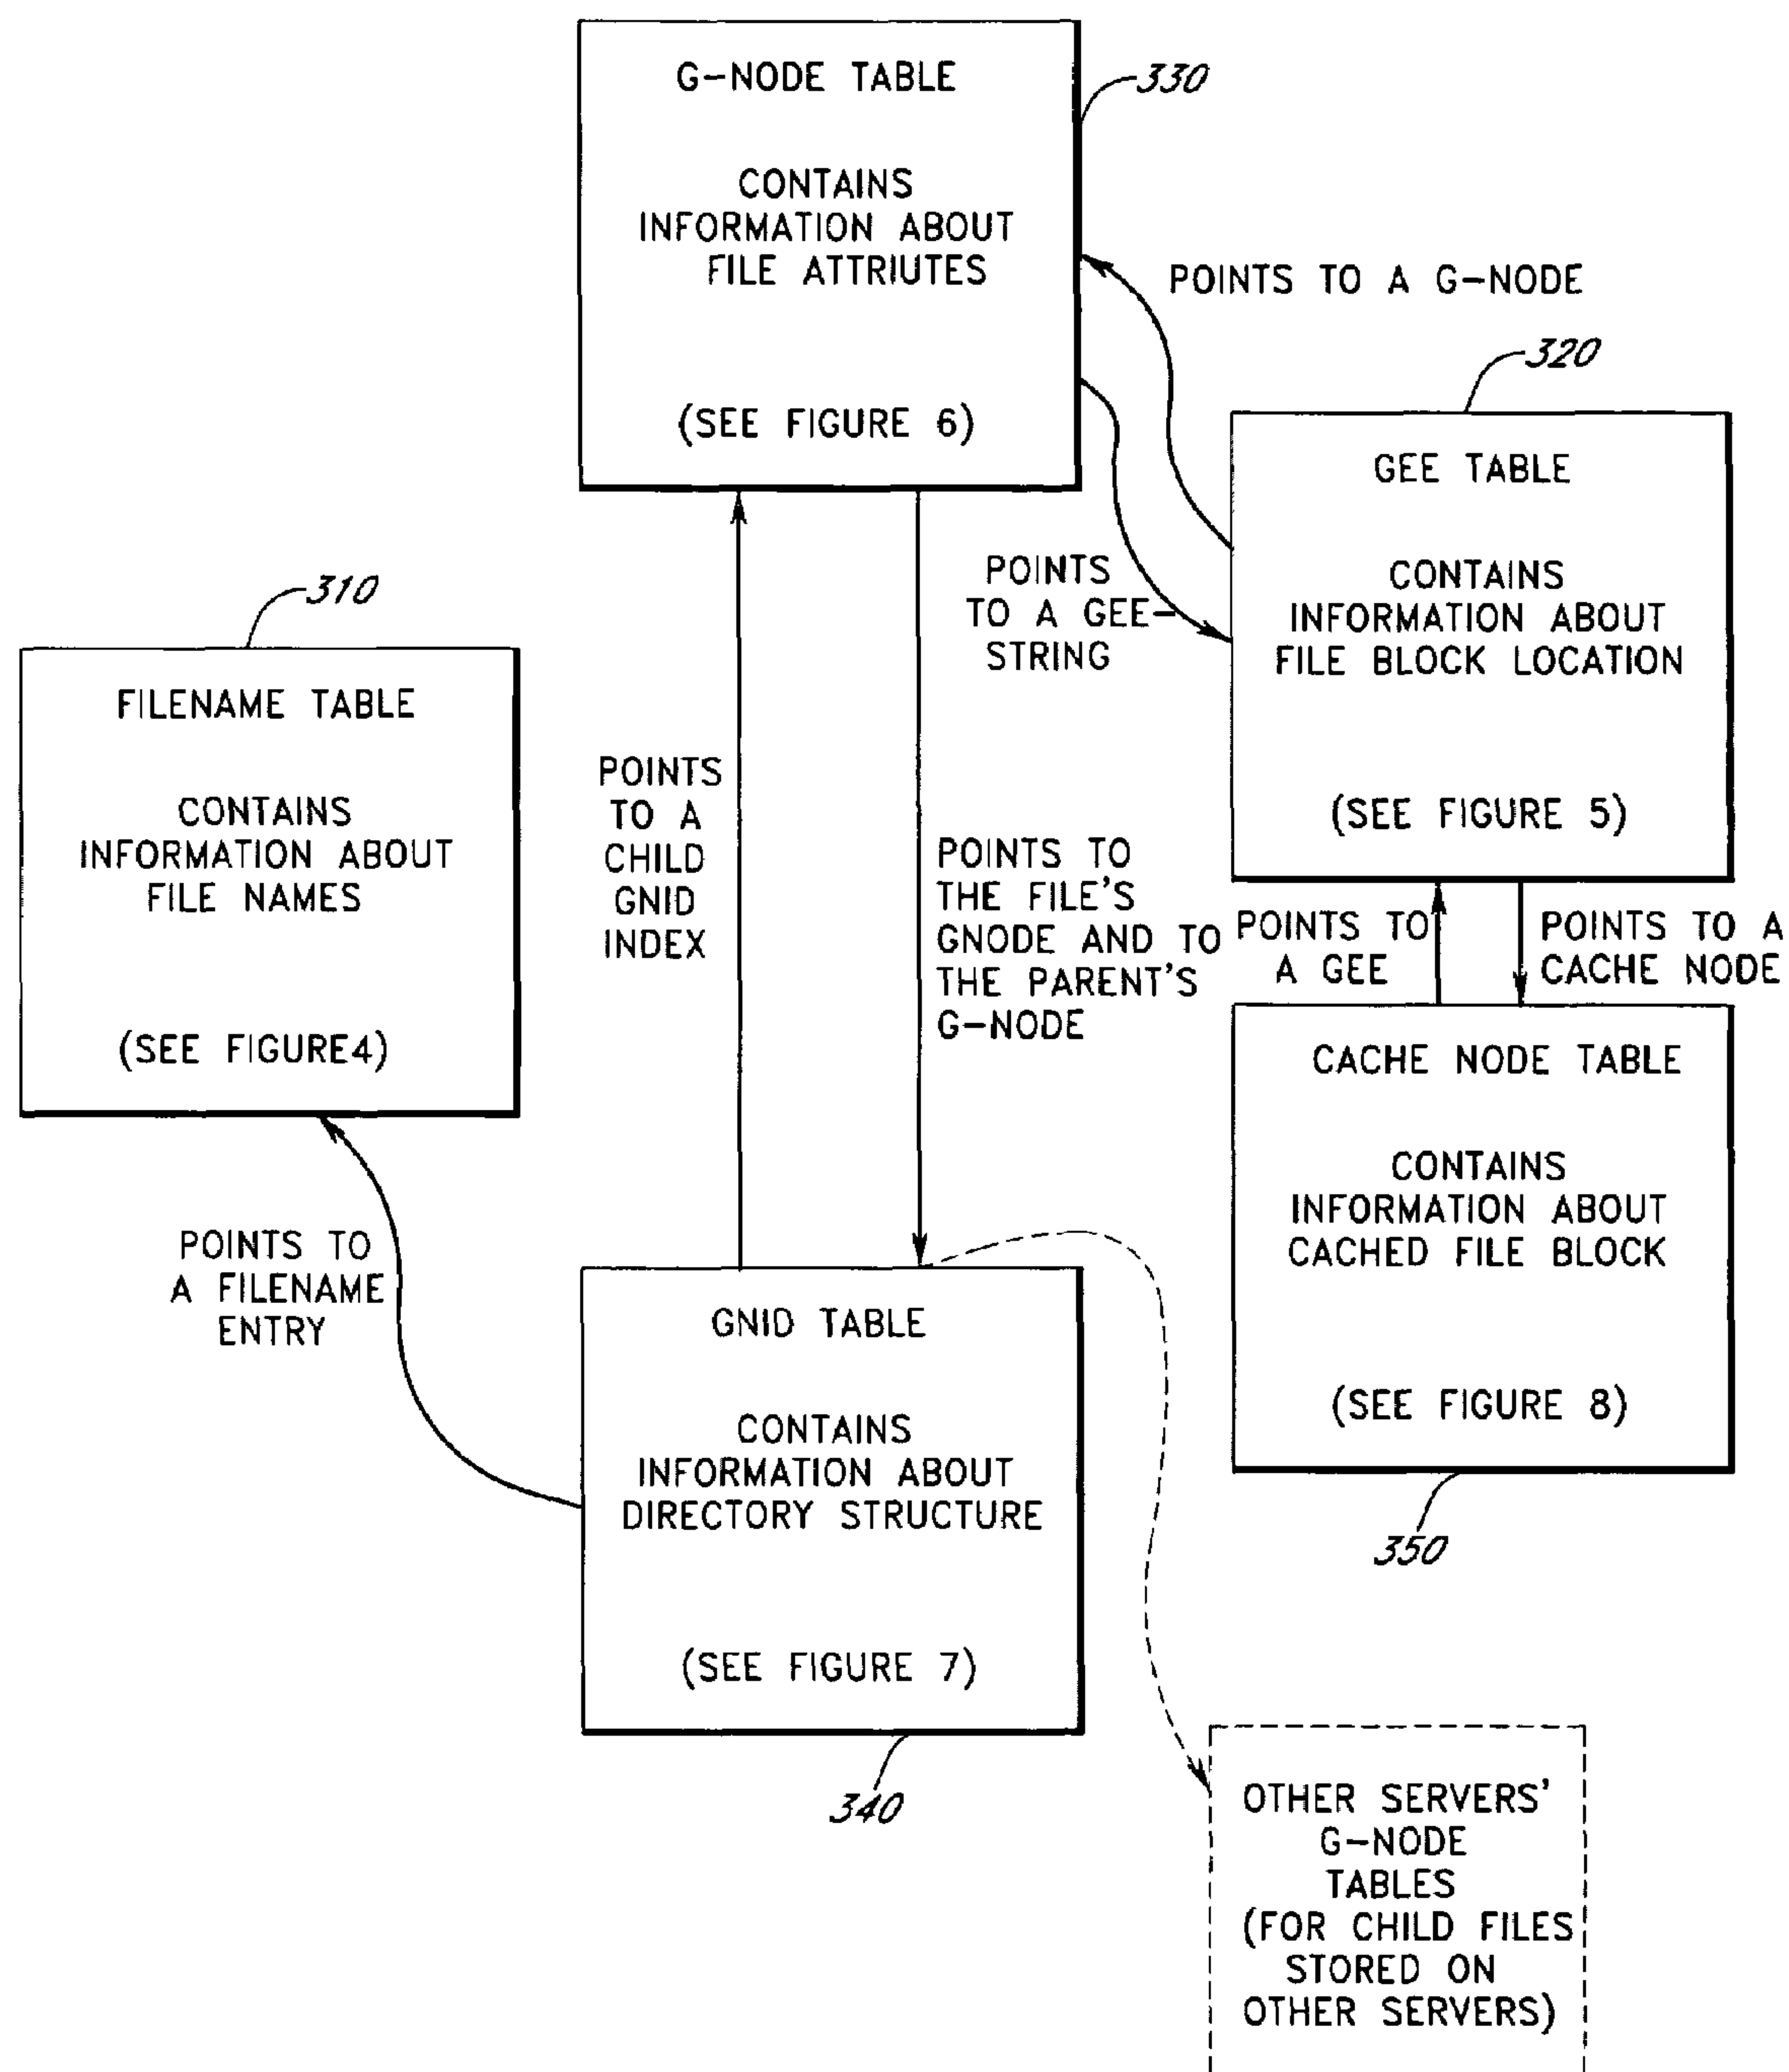 G-NODE TABLE
CONTAINS
INFORMATION ABOUT
FILE ATTRIUTES
(SEE FIGURE 6)
330
POINTS TO A G-NODE
320
GEE TABLE
CONTAINS
INFORMATION ABOUT
FILE BLOCK LOCATION
(SEE FIGURE 5)
POINTS
TO A GEE-
STRING
310
FILENAME TABLE
CONTAINS
INFORMATION ABOUT
FILE NAMES
(SEE FIGURE4)
POINTS
TO A
CHILD
GNID
INDEX
POINTS TO
THE FILE'S
GNODE AND TO
THE PARENT'S
G-NODE
POINTS TO
A GEE
POINTS TO A
CACHE NODE
CACHE NODE TABLE
CONTAINS
INFORMATION ABOUT
CACHED FILE BLOCK
(SEE FIGURE 8)
350
POINTS TO
A FILENAME
ENTRY
GNID TABLE
CONTAINS
INFORMATION ABOUT
DIRECTORY STRUCTURE
(SEE FIGURE 7)
340
OTHER SERVERS'
G-NODE
TABLES
(FOR CHILD FILES
STORED ON
OTHER SERVERS)